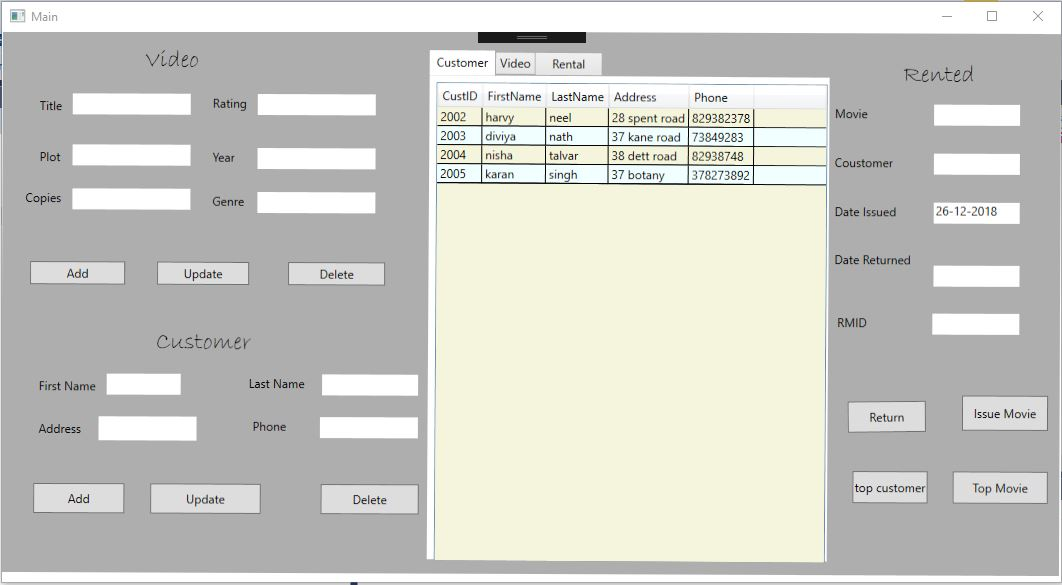 Main
Video
Title
Rating
Plot
Year
Copies
Genre
Add Update Delete
Customer
First Name
Last Name
Address
Phone
Add Update Delete
Customer Video Rental
CustID FirstName LastName Address Phone
2002 harvy neel 28 spent road 829382378
2003 diviya nath 37 kane road 73849283
2004 nisha talvar 38 dett road 82938748
2005 karan singh 37 botany 378273892
Rented
Movie
Coustomer
Date Issued 26-12-2018
Date Returned
RMID
Return Issue Movie
top customer Top Movie